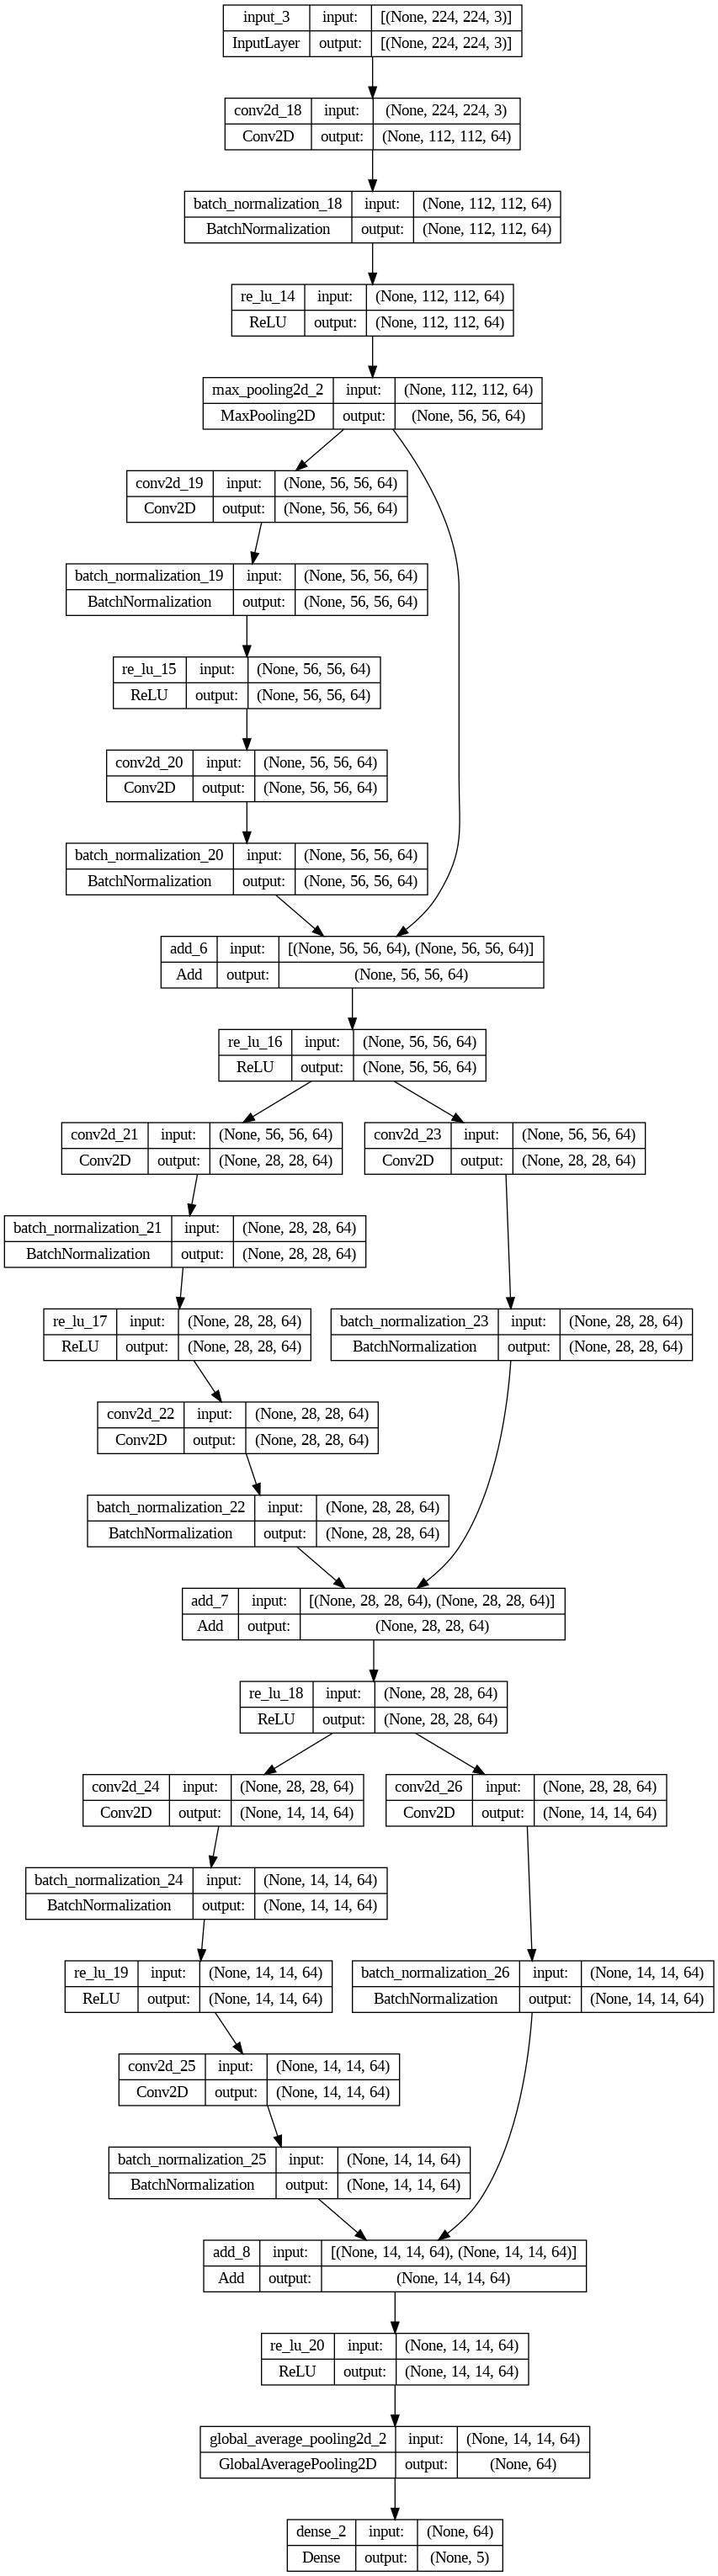 input_3 input: [(None, 224, 224, 3)]
InputLayer output: [(None, 224, 224, 3)]
conv2d_18 input: (None, 224, 224, 3)
Conv2D output: (None, 112, 112, 64)
batch_normalization_18 input: (None, 112, 112, 64)
BatchNormalization output: (None, 112, 112, 64)
re_lu_14 input: (None, 112, 112, 64)
ReLU output: (None, 112, 112, 64)
max_pooling2d_2 input: (None, 112, 112, 64)
MaxPooling2D output: (None, 56, 56, 64)
conv2d_19 input: (None, 56, 56, 64)
Conv2D output: (None, 56, 56, 64)
batch_normalization_19 input: (None, 56, 56, 64)
BatchNormalization output: (None, 56, 56, 64)
re_lu_15 input: (None, 56, 56, 64)
ReLU output: (None, 56, 56, 64)
conv2d_20 input: (None, 56, 56, 64)
Conv2D output: (None, 56, 56, 64)
batch_normalization_20 input: (None, 56, 56, 64)
BatchNormalization output: (None, 56, 56, 64)
add_6 input: [(None, 56, 56, 64), (None, 56, 56, 64)]
Add output: (None, 56, 56, 64)
re_lu_16 input: (None, 56, 56, 64)
ReLU output: (None, 56, 56, 64)
conv2d_21 input: (None, 56, 56, 64)
Conv2D output: (None, 28, 28, 64)
conv2d_23 input: (None, 56, 56, 64)
Conv2D output: (None, 28, 28, 64)
batch_normalization_21 input: (None, 28, 28, 64)
BatchNormalization output: (None, 28, 28, 64)
re_lu_17 input: (None, 28, 28, 64)
ReLU output: (None, 28, 28, 64)
batch_normalization_23 input: (None, 28, 28, 64)
BatchNormalization output: (None, 28, 28, 64)
conv2d_22 input: (None, 28, 28, 64)
Conv2D output: (None, 28, 28, 64)
batch_normalization_22 input: (None, 28, 28, 64)
BatchNormalization output: (None, 28, 28, 64)
add_7 input: [(None, 28, 28, 64), (None, 28, 28, 64)]
Add output: (None, 28, 28, 64)
re_lu_18 input: (None, 28, 28, 64)
ReLU output: (None, 28, 28, 64)
conv2d_24 input: (None, 28, 28, 64)
Conv2D output: (None, 14, 14, 64)
conv2d_26 input: (None, 28, 28, 64)
Conv2D output: (None, 14, 14, 64)
batch_normalization_24 input: (None, 14, 14, 64)
BatchNormalization output: (None, 14, 14, 64)
re_lu_19 input: (None, 14, 14, 64)
ReLU output: (None, 14, 14, 64)
batch_normalization_26 input: (None, 14, 14, 64)
BatchNormalization output: (None, 14, 14, 64)
conv2d_25 input: (None, 14, 14, 64)
Conv2D output: (None, 14, 14, 64)
batch_normalization_25 input: (None, 14, 14, 64)
BatchNormalization output: (None, 14, 14, 64)
add_8 input: [(None, 14, 14, 64), (None, 14, 14, 64)]
Add output: (None, 14, 14, 64)
re_lu_20 input: (None, 14, 14, 64)
ReLU output: (None, 14, 14, 64)
global_average_pooling2d_2 input: (None, 14, 14, 64)
GlobalAveragePooling2D output: (None, 64)
dense_2 input: (None, 64)
Dense output: (None, 5)